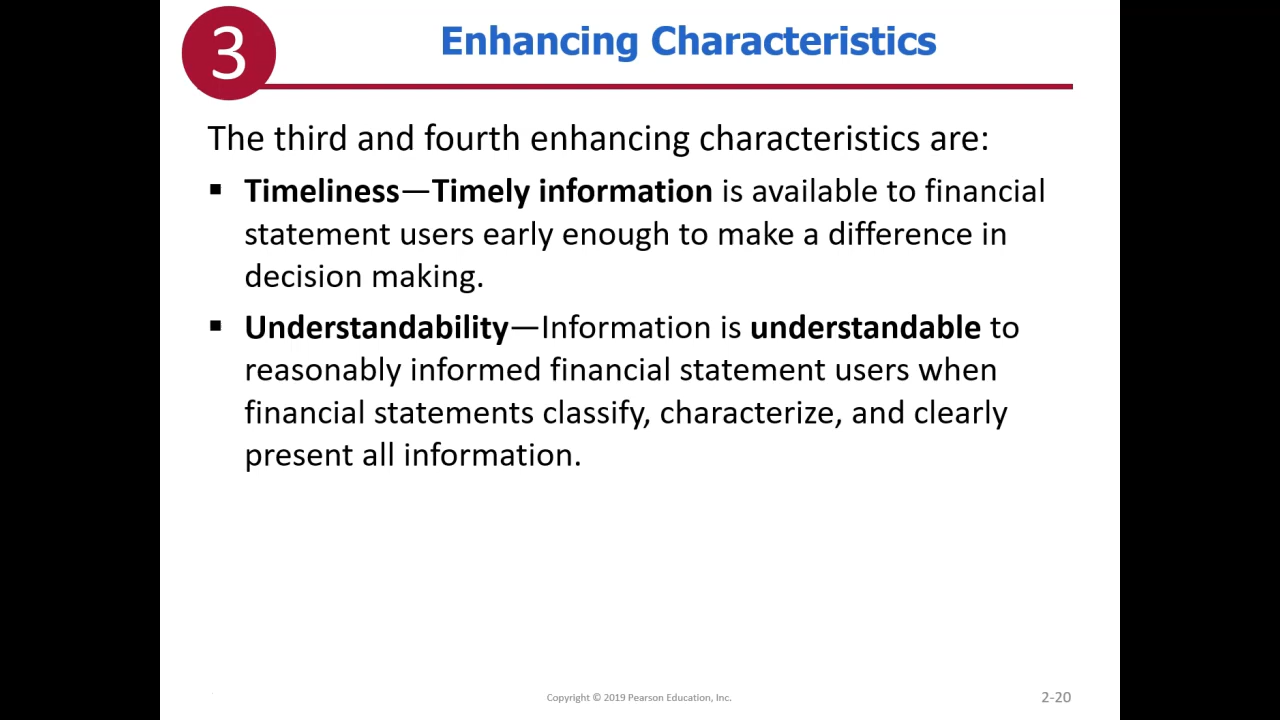 3
Enhancing Characteristics
The third and fourth enhancing characteristics are:
▪ Timeliness—Timely information is available to financial
statement users early enough to make a difference in
decision making.
▪ Understandability—Information is understandable to
reasonably informed financial statement users when
financial statements classify, characterize, and clearly
present all information.
Copyright © 2019 Pearson Education, Inc.
2-20